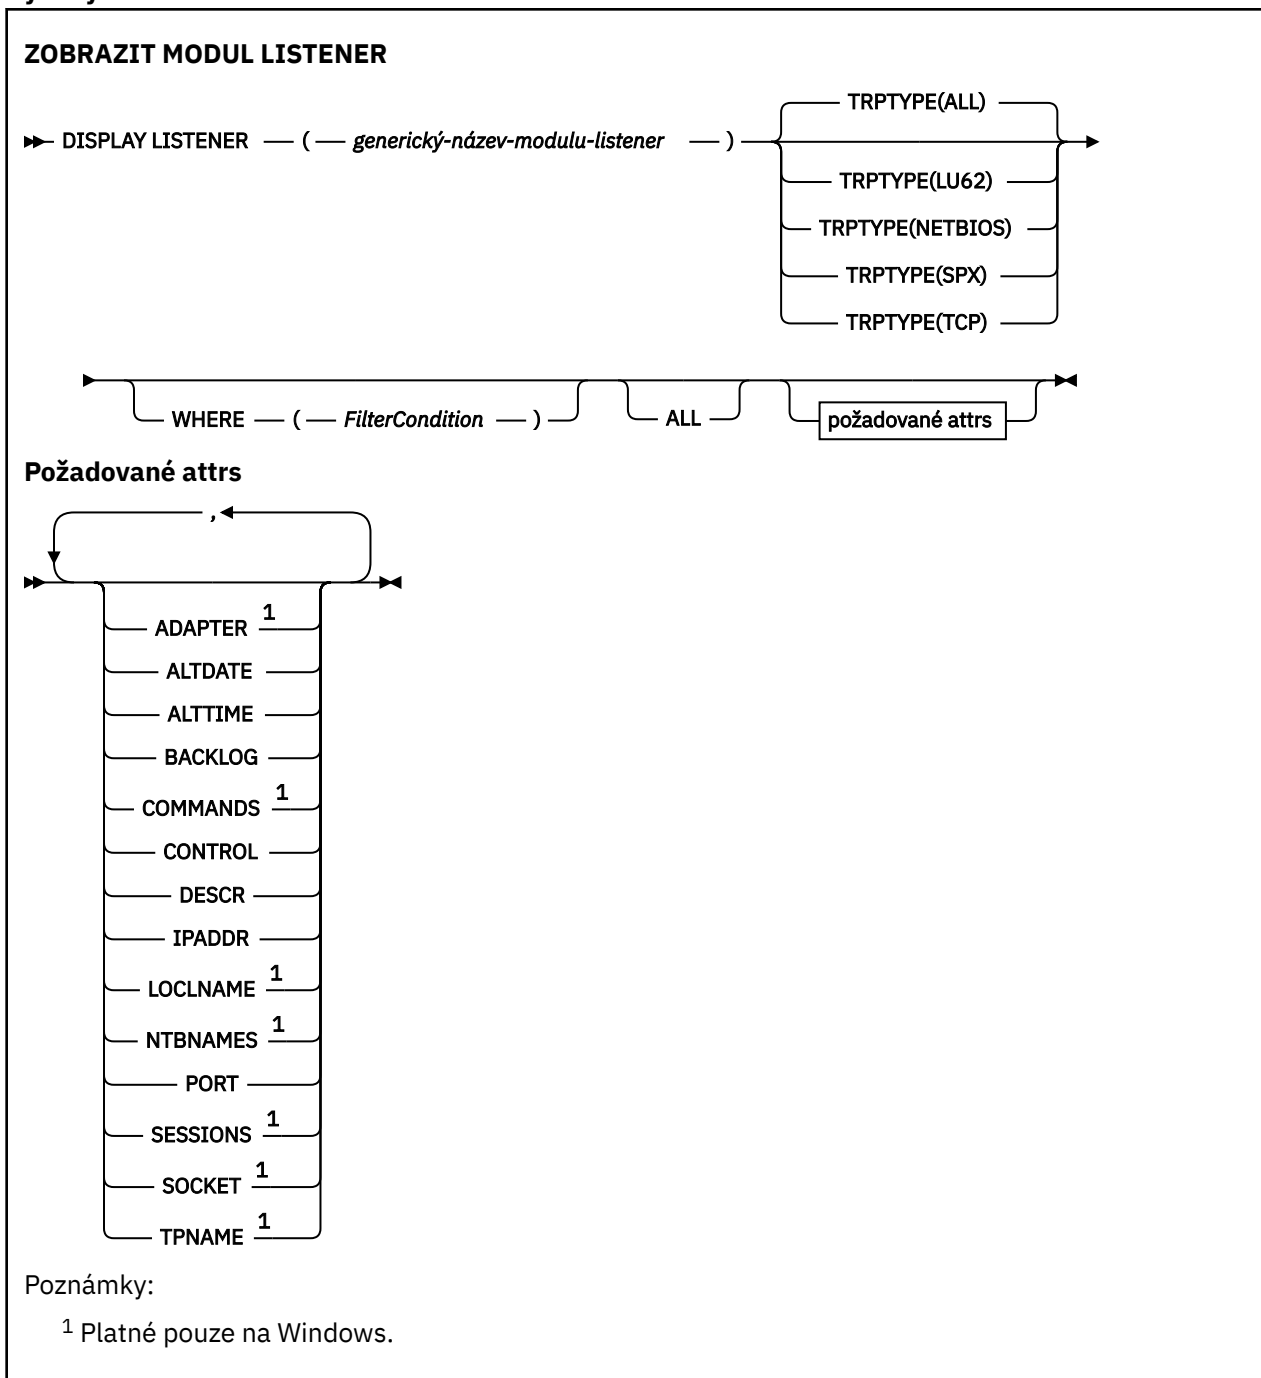 ZOBRAZIT MODUL LISTENER
TRPTYPE(ALL)
DISPLAY LISTENER ( generický-název-modulu-listener )
TRPTYPE(LU62)
TRPTYPE(NETBIOS)
TRPTYPE(SPX)
TRPTYPE(TCP)
WHERE ( FilterCondition ) ALL požadované attrs
Požadované attrs
,
ADAPTER 1
ALTDATE
ALTTIME
BACKLOG
COMMANDS 1
CONTROL
DESCR
IPADDR
LOCLNAME 1
NTBNAMES 1
PORT
SESSIONS 1
SOCKET 1
TPNAME 1
Poznámky:
1 Platné pouze na Windows.